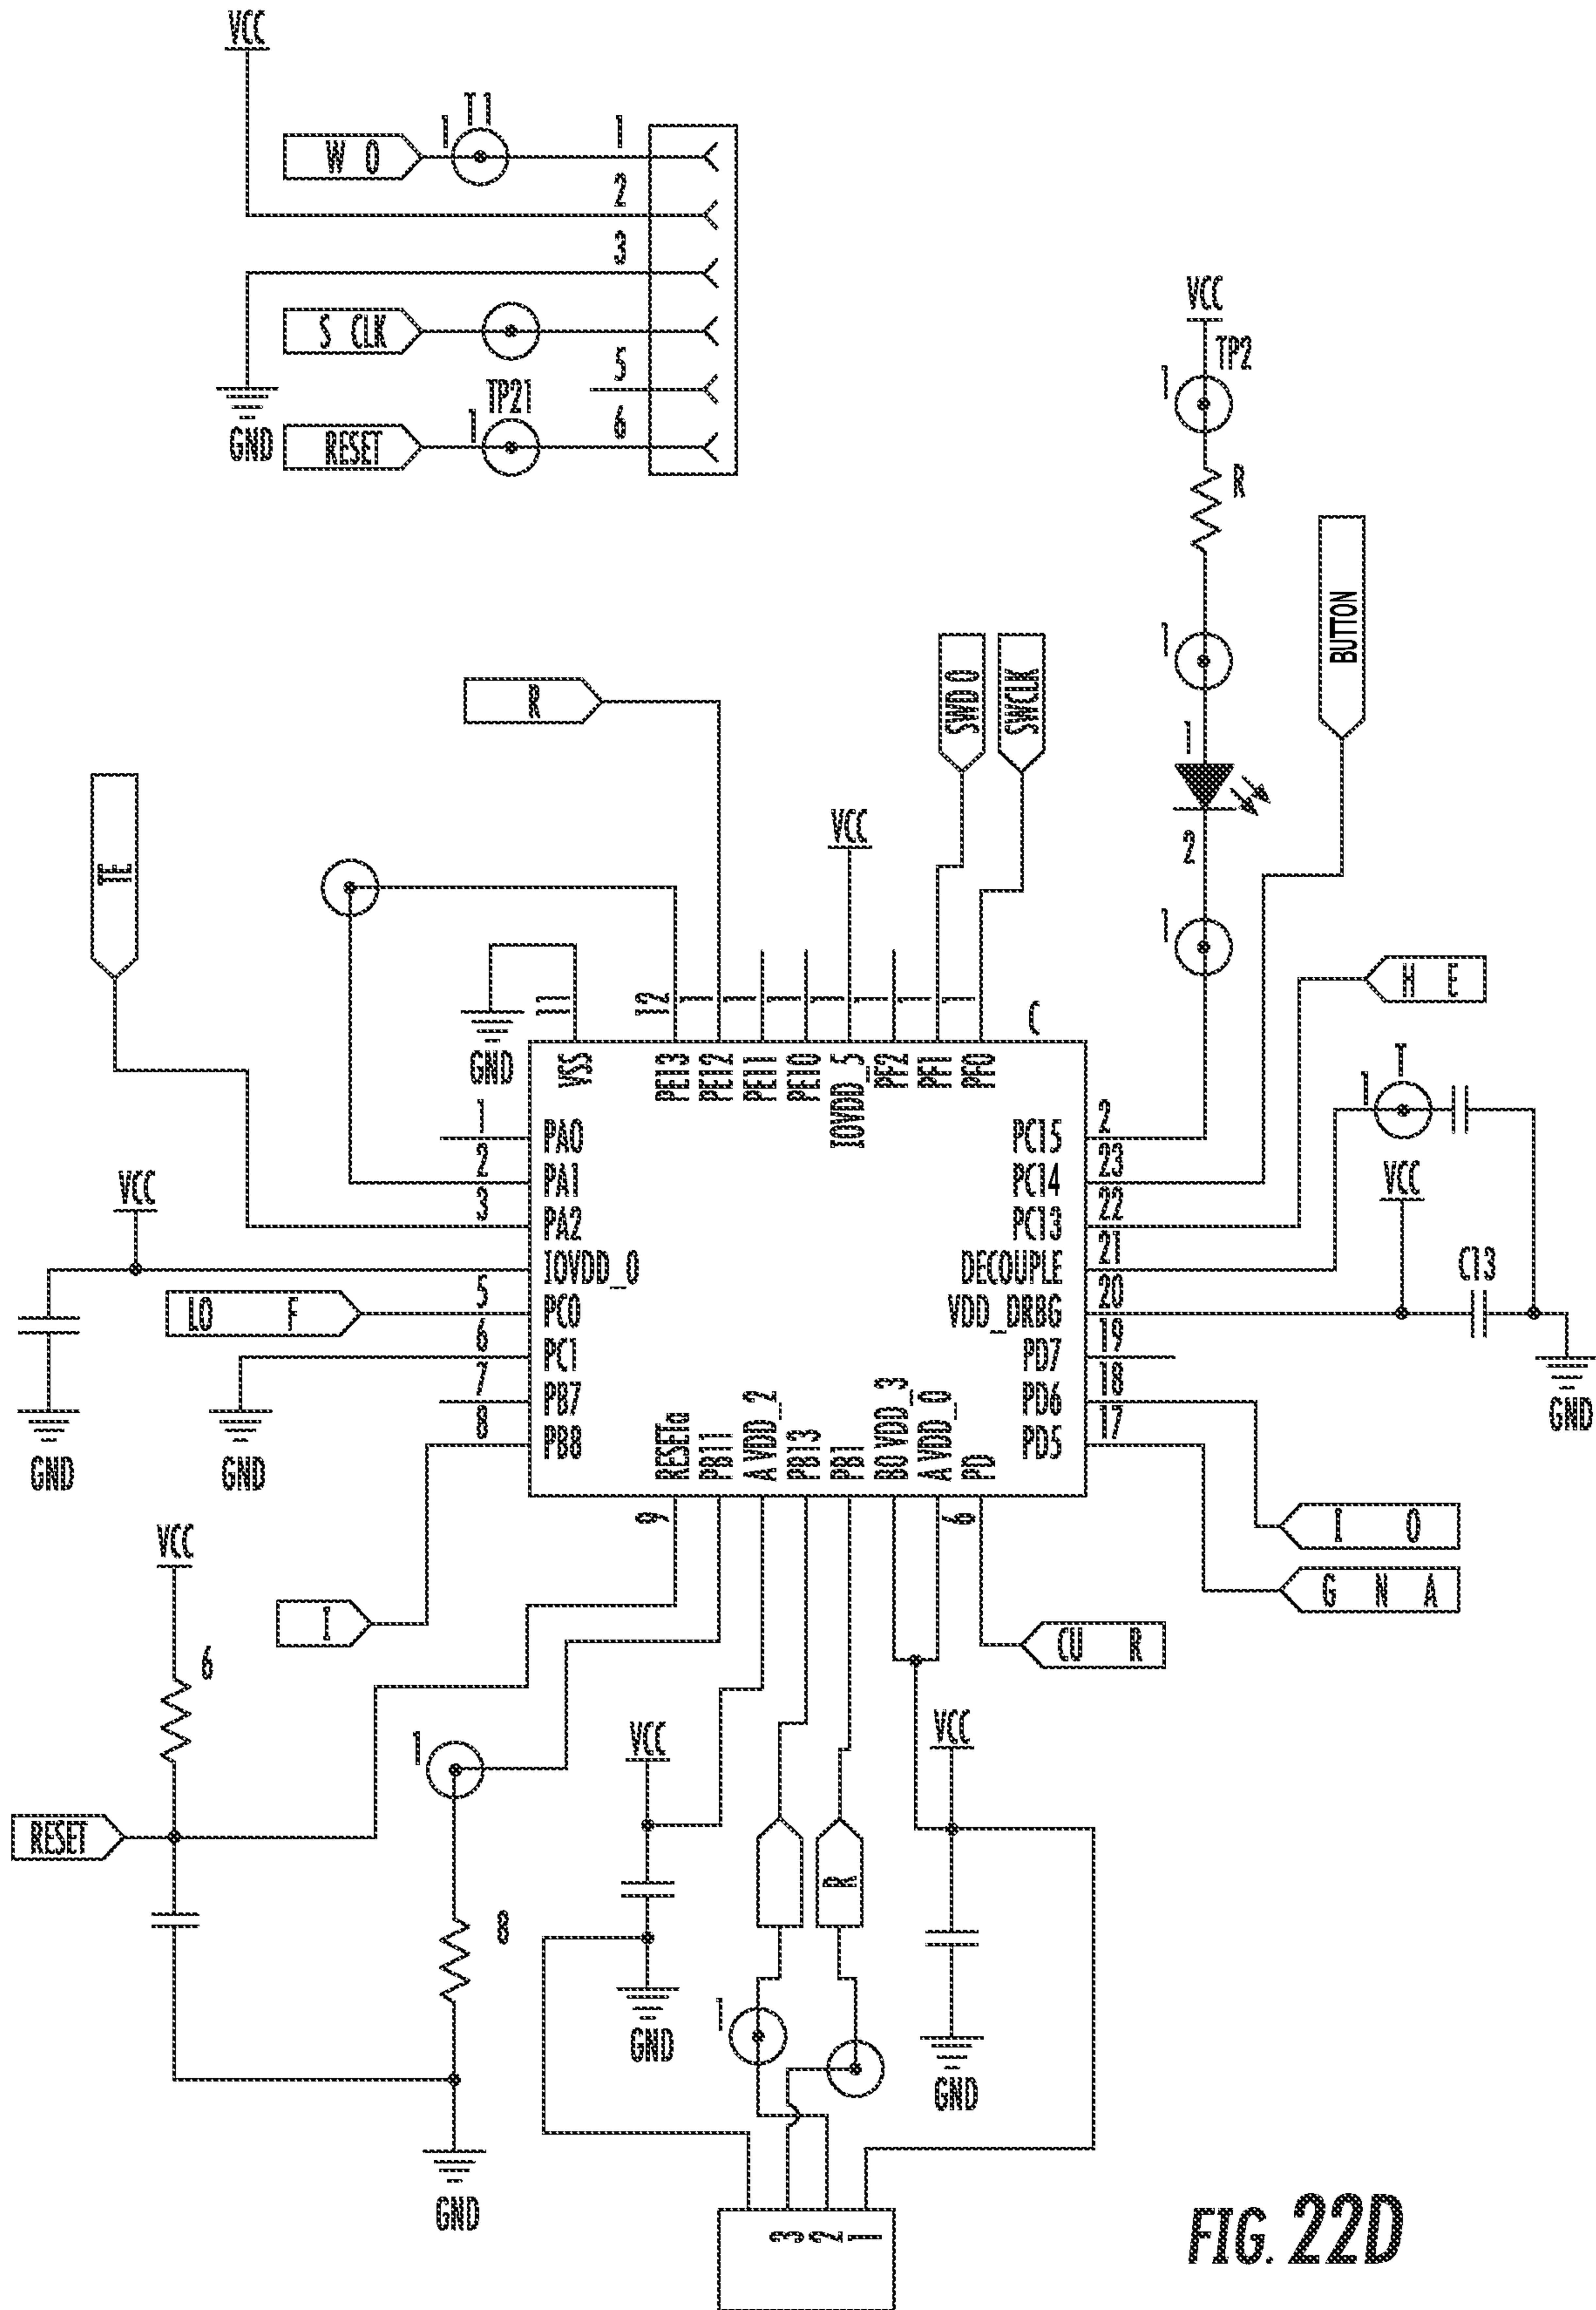 VCC
T1
1
1
W O
2
3
S CLK
5
TP21
1
6
RESET
GND
VCC
TP2
1
R
1
BUTTON
SWD O
SWCLK
R
1
TE
VCC
2
1
H E
11
12
C
GND
VSS
PE13
PE12
PE11
PE10
IOVDD_5
PF2
PF1
PF0
1
T
1 PA0
PC15 2
2 PA1
PC14 23
3 PA2
PC13 22
VCC
VCC
IOVDD_0
DECOUPLE 21
C13
5 PC0
VDD_DRBG 20
LO F
6 PC1
PD7 19
7 PB7
PD6 18
8 PB8
PD5 17
GND
GND
GND
RESETn
PB11
A VDD_2
PB13
PB1
BO VDD_3
AVDD_0
PD
9
6
I O
G N A
VCC
I
CU R
6
1
VCC
VCC
RESET
R
8
1
GND
GND
GND
3
2
1
FIG. 22D